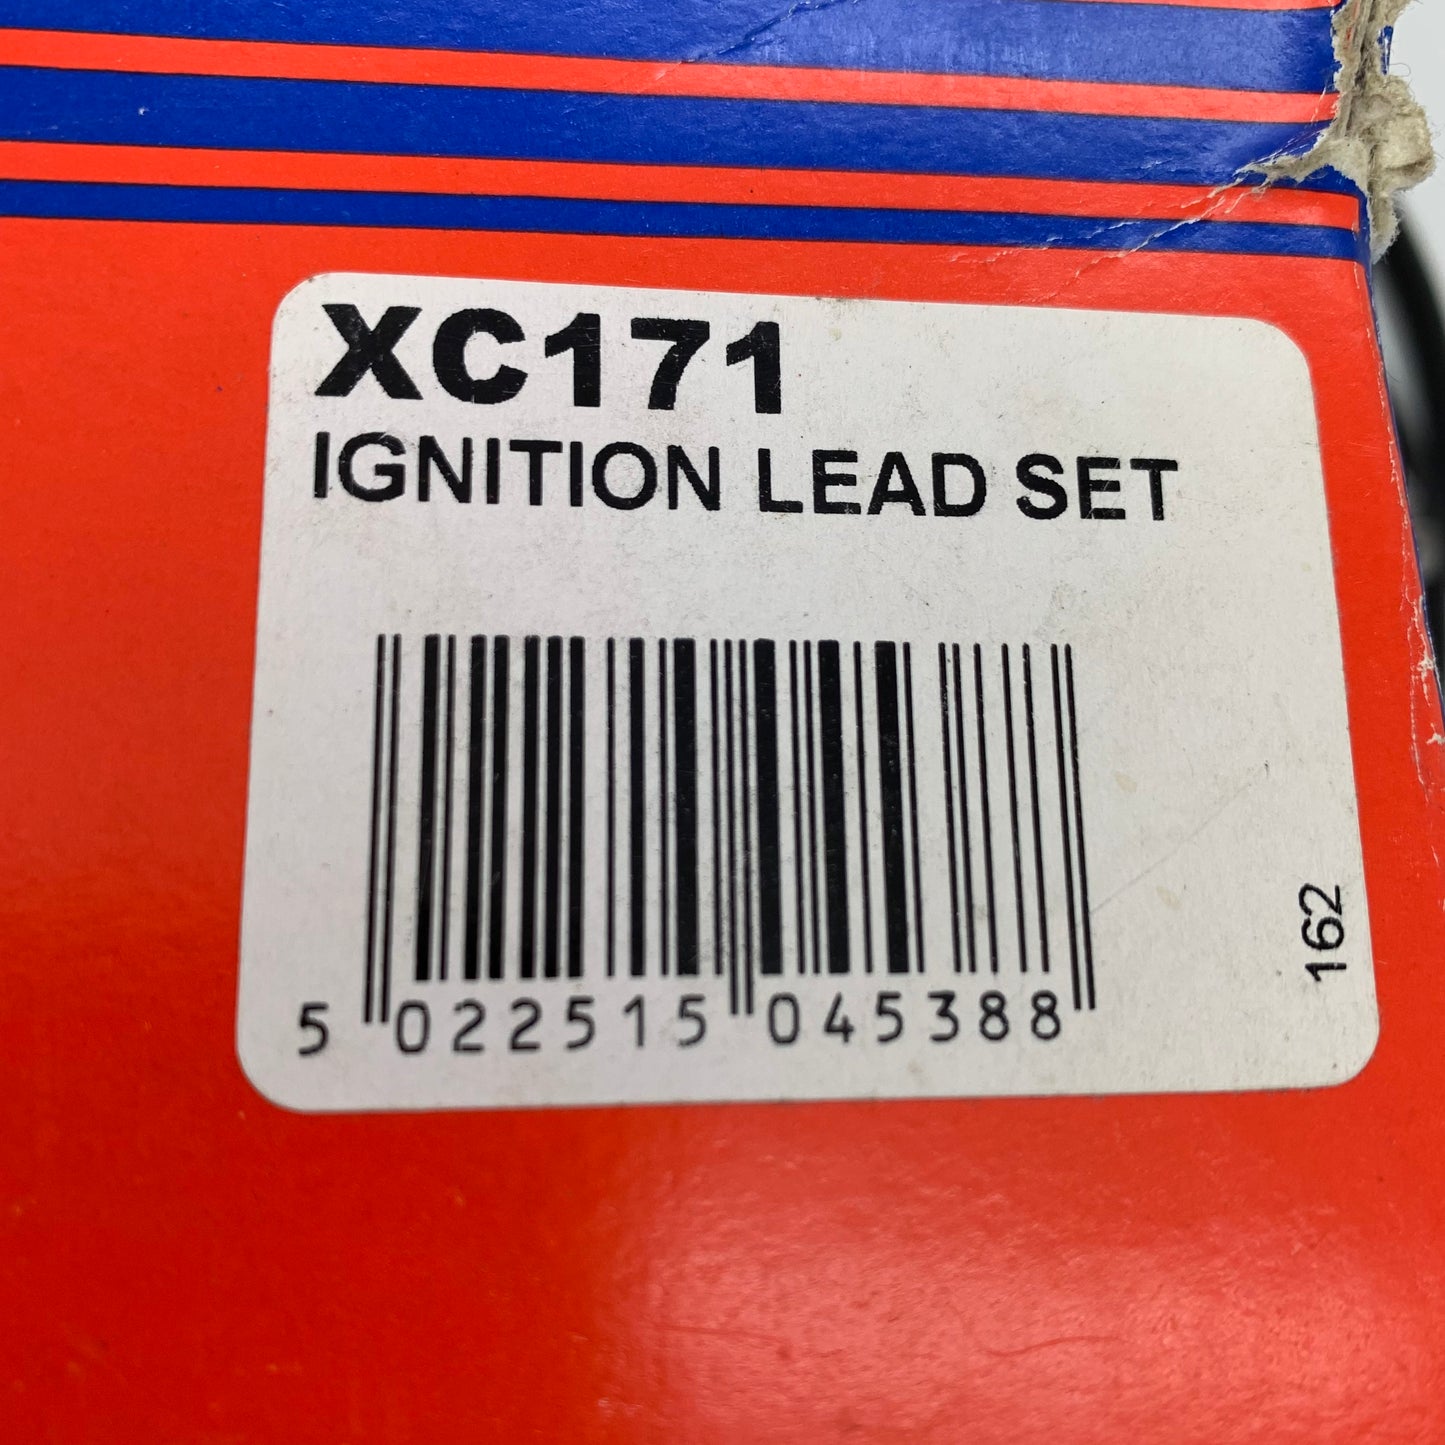 XC171
IGNITION LEAD SET
162
5 022515 045388